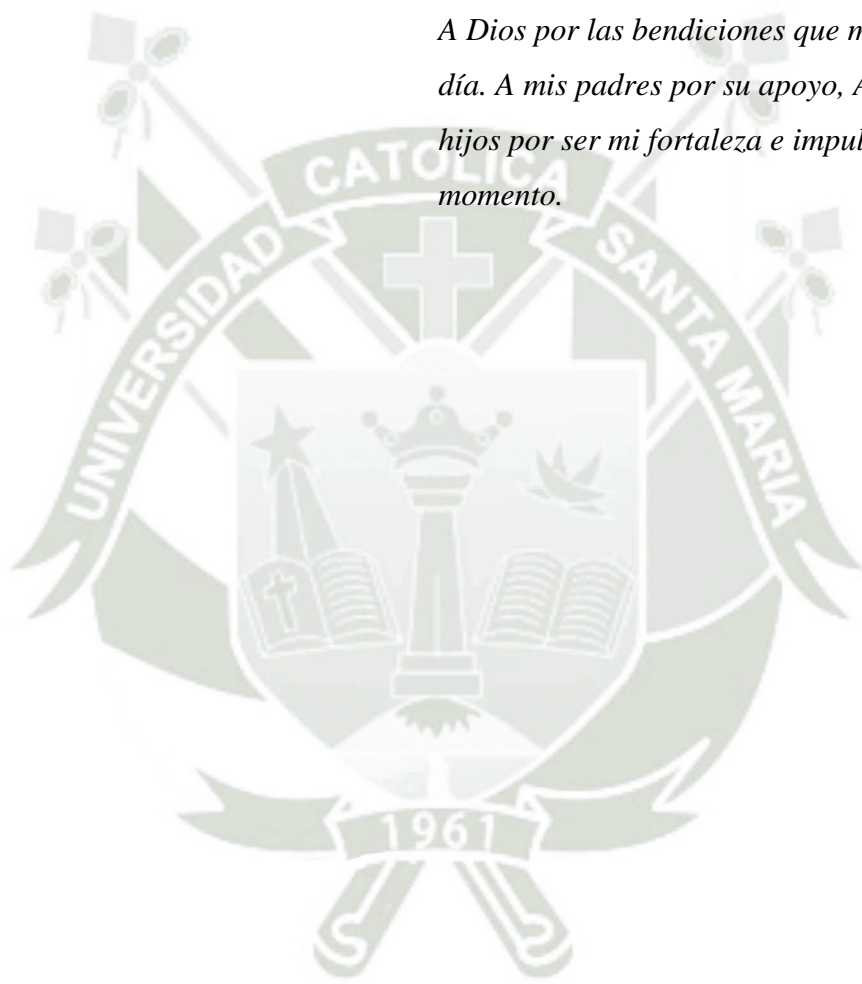 A Dios por las bendiciones que m
día. A mis padres por su apoyo, A
hijos por ser mi fortaleza e impul
momento.
CATOLICA
UNIVERSIDAD
SANTA MARIA
1961